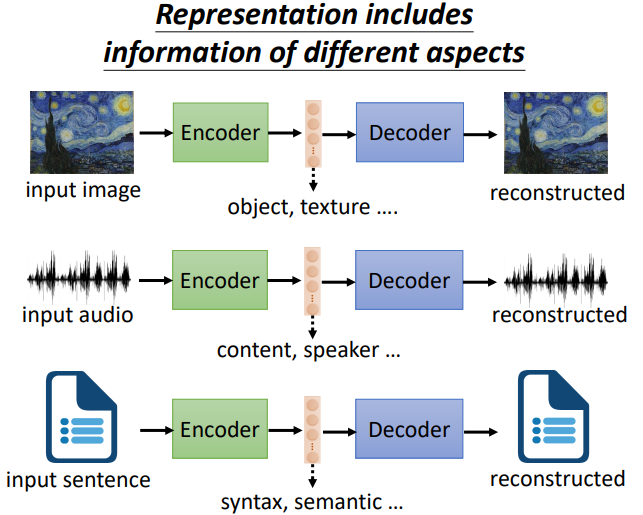 Representation includes
information of different aspects
Encoder
Decoder
input image
reconstructed
object, texture ....
Encoder
Decoder
input audio
reconstructed
content, speaker ...
Encoder
Decoder
input sentence
reconstructed
syntax, semantic ...